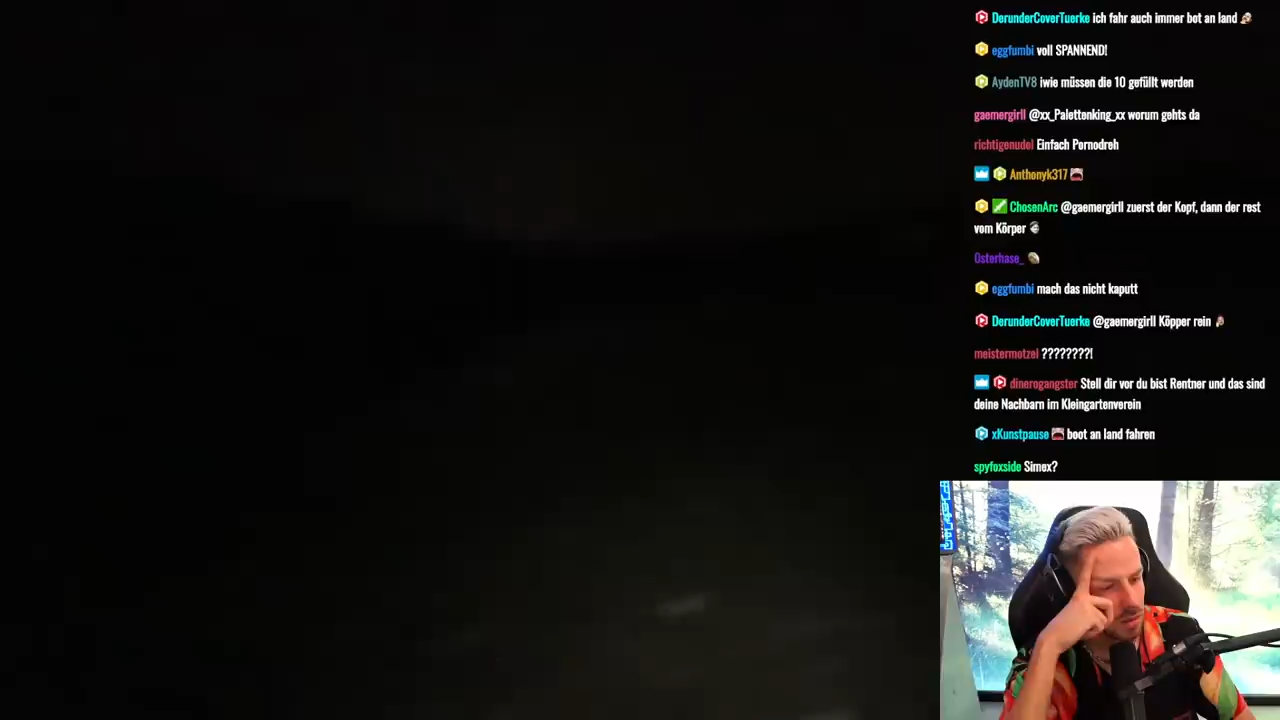 DerunderCoverTuerke ich fahr auch immer bot an land
eggfumbi voll SPANNEND!
AydenTV8 iwie müssen die 10 gefüllt werden
gaemergirll @xx_Palettenking_xx worum gehts da
richtigenudel Einfach Pornodreh
Anthonyk317
ChosenArc @gaemergirll zuerst der Kopf, dann der rest
vom Körper
Osterhase_
eggfumbi mach das nicht kaputt
DerunderCoverTuerke @gaemergirll Köpper rein
meistermotzel ????????!
dinerogangster Stell dir vor du bist Rentner und das sind
deine Nachbarn im Kleingartenverein
xKunstpause boot an land fahren
spyfoxside Simex?